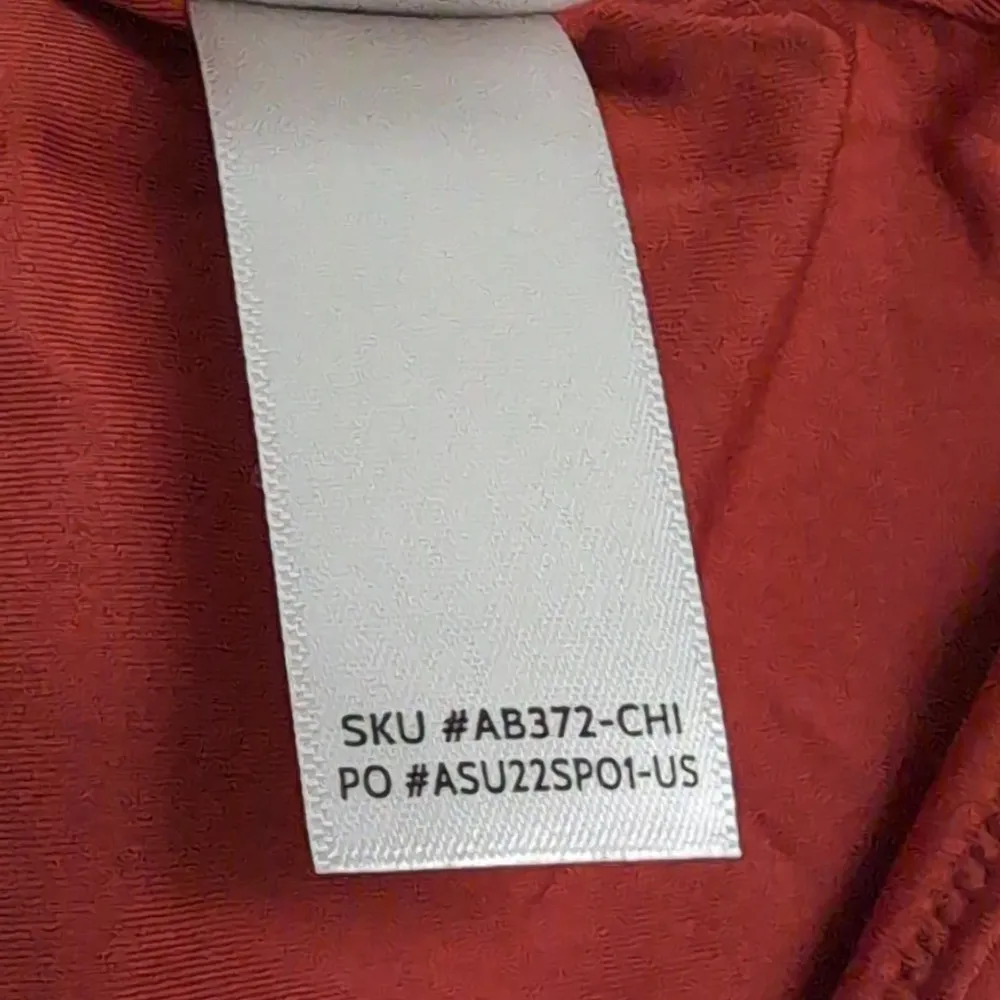 SKU #AB372-CHI
PO #ASU22SP01-US